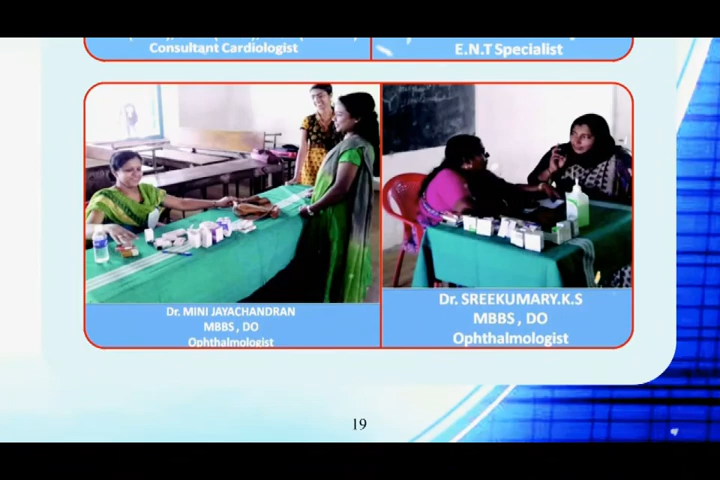 Consultant Cardiologist
E.N.T Specialist
Dr. MINI JAYACHANDRAN
MBBS , DO
Ophthalmologist
Dr. SREEKUMARY.K.S
MBBS , DO
Ophthalmologist
19